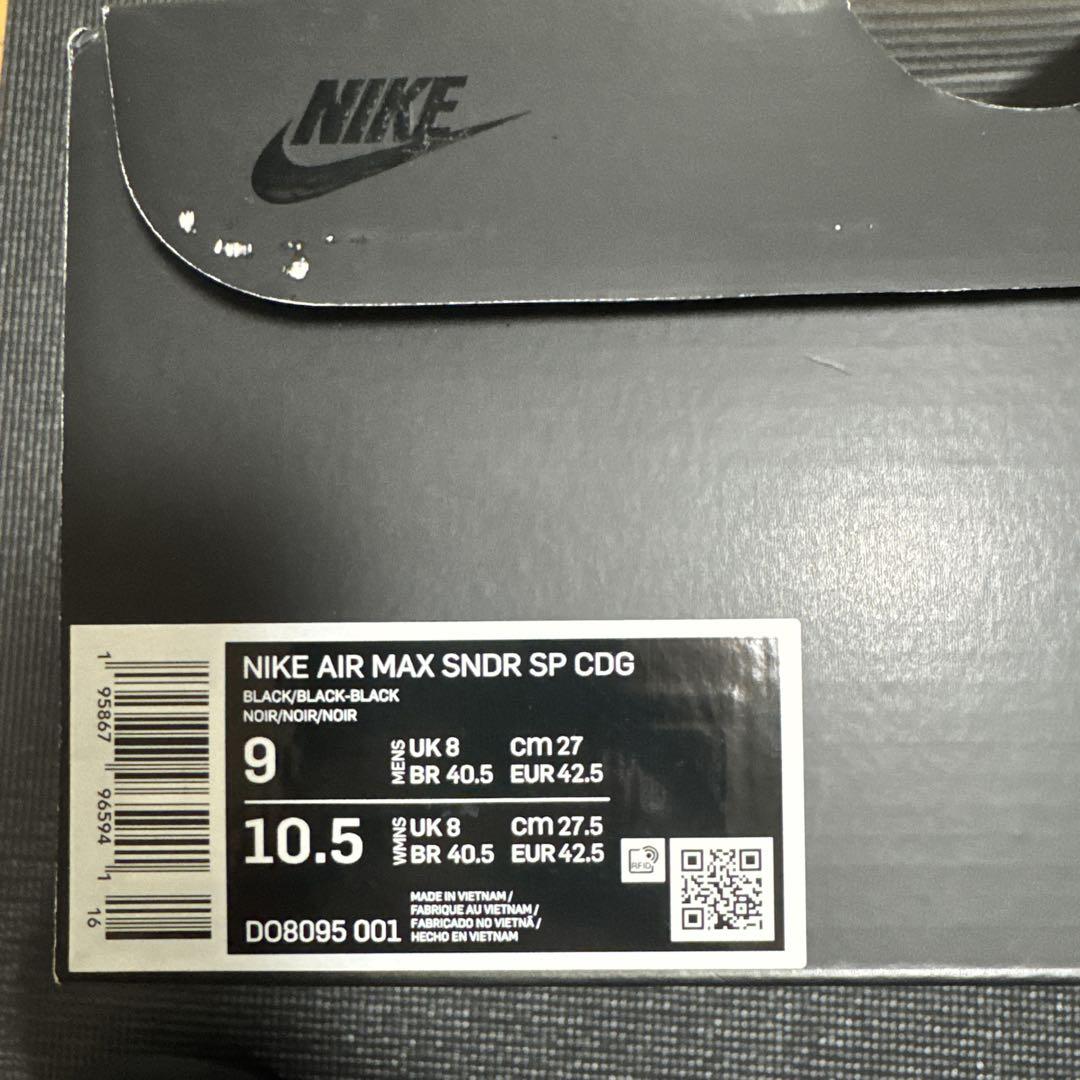 NIKE
NIKE AIR MAX SNDR SP CDG
BLACK/BLACK-BLACK
NOIR/NOIR/NOIR
9
MENS
UK 8
cm 27
BR 40.5
EUR 42.5
10.5
WMNS
UK 8
cm 27.5
BR 40.5
EUR 42.5
RFID
DO8095 001
MADE IN VIETNAM /
FABRIQUE AU VIETNAM /
FABRICADO NO VIETNÃ /
HECHO EN VIETNAM
1 95867 96594 1 16